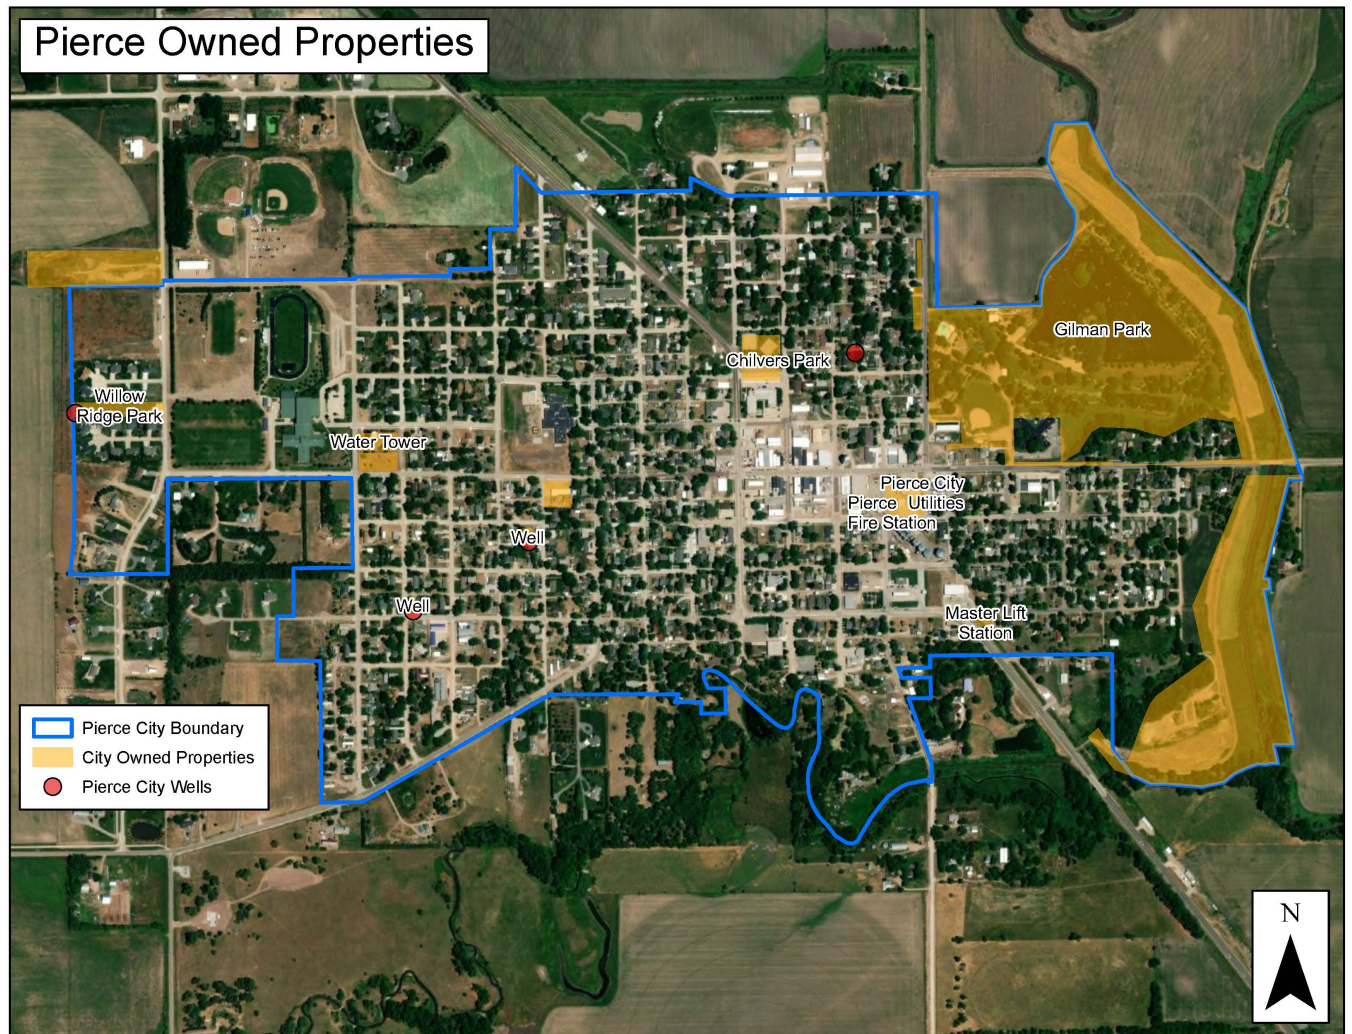 Pierce Owned Properties
Gilman Park
Chilvers Park
Willow
Ridge Park
Water Tower
Pierce City
Pierce Utilities
Fire Station
Well
Well
Master Lift
Station
Pierce City Boundary
City Owned Properties
Pierce City Wells
N